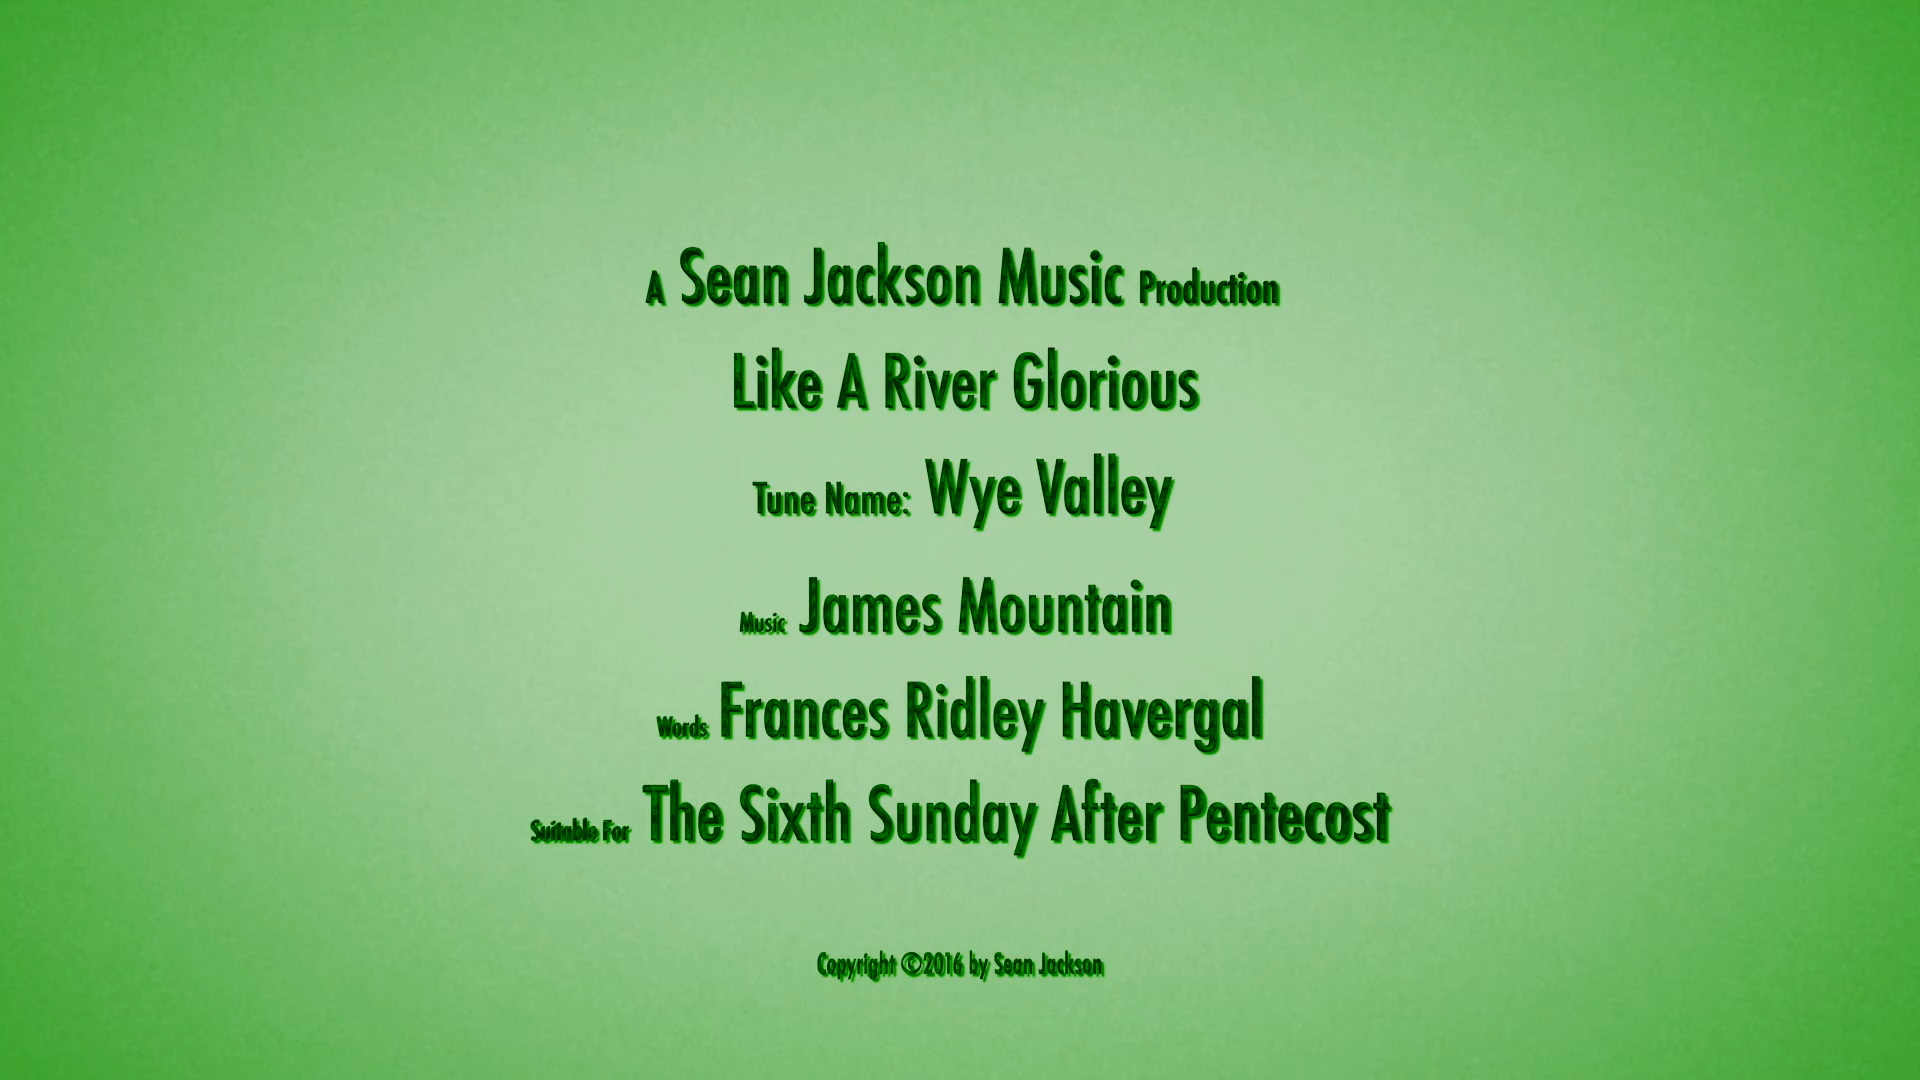 A Sean Jackson Music Production
Like A River Glorious
Tune Name: Wye Valley
Music James Mountain
Words Frances Ridley Havergal
Suitable For The Sixth Sunday After Pentecost
Copyright ©2016 by Sean Jackson